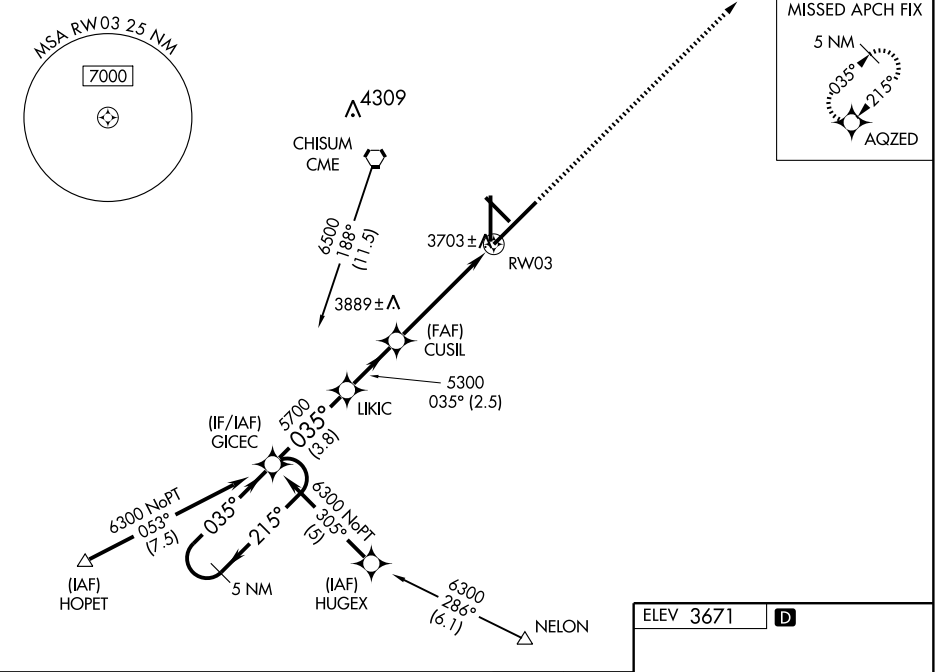 MSA RW03 25 NM
7000
MISSED APCH FIX
5 NM
035°
215°
AQZED
4309
CHISUM
CME
6500
188°
(11.5)
3703±
RW03
3889±
(FAF)
CUSIL
5300
035° (2.5)
LIKIC
5700
035°
(3.8)
(IF/IAF)
GICEC
6300 NoPT
053°
(7.5)
035°
215°
5 NM
6300 NoPT
305°
(5)
(IAF)
HOPET
(IAF)
HUGEX
6300
286°
(6.1)
NELON
ELEV 3671 D